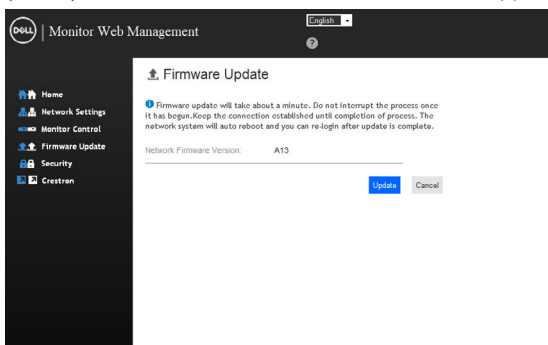 DELL | Monitor Web Management
English
?
Firmware Update
Home
Network Settings
Monitor Control
Firmware Update
Security
Crestron
Firmware update will take about a minute. Do not interrupt the process once
it has begun.Keep the connection established until completion of process. The
network system will auto reboot and you can re-login after update is complete.
Network Firmware Version: A13
Update Cancel